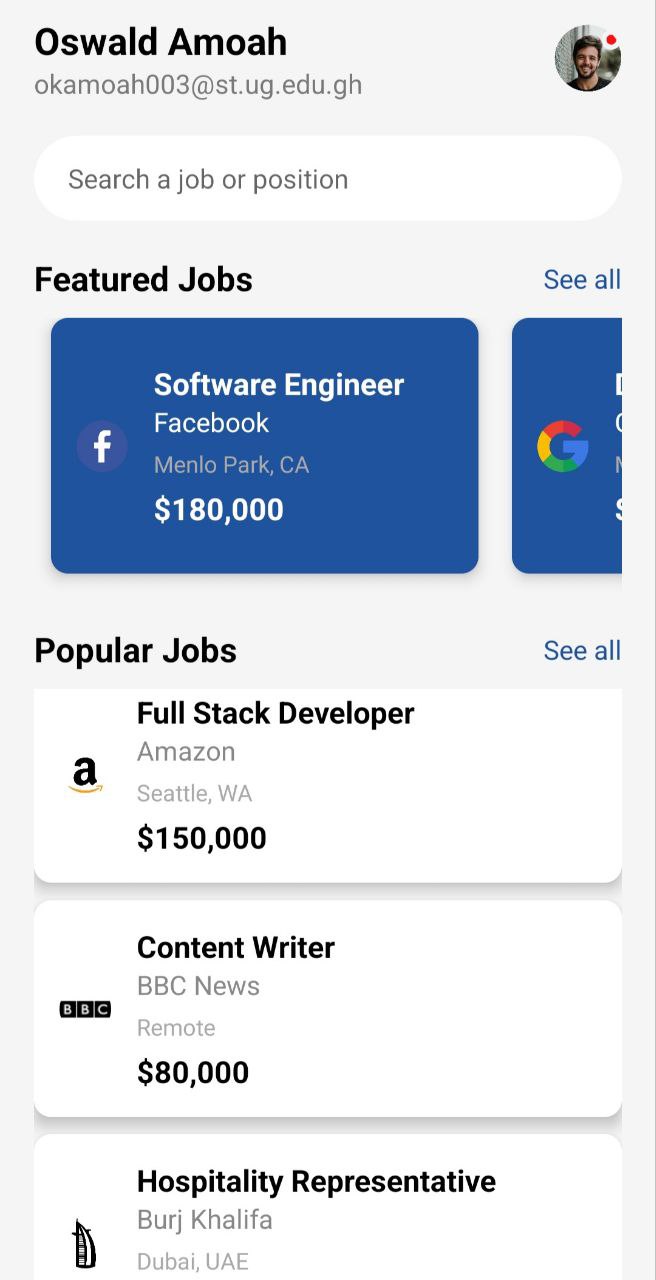 Oswald Amoah
okamoah003@st.ug.edu.gh
Search a job or position
Featured Jobs
See all
Software Engineer
Facebook
Menlo Park, CA
$180,000
Popular Jobs
See all
Full Stack Developer
a
Amazon
Seattle, WA
$150,000
Content Writer
BBC News
BBC
Remote
$80,000
Hospitality Representative
Burj Khalifa
Dubai, UAE